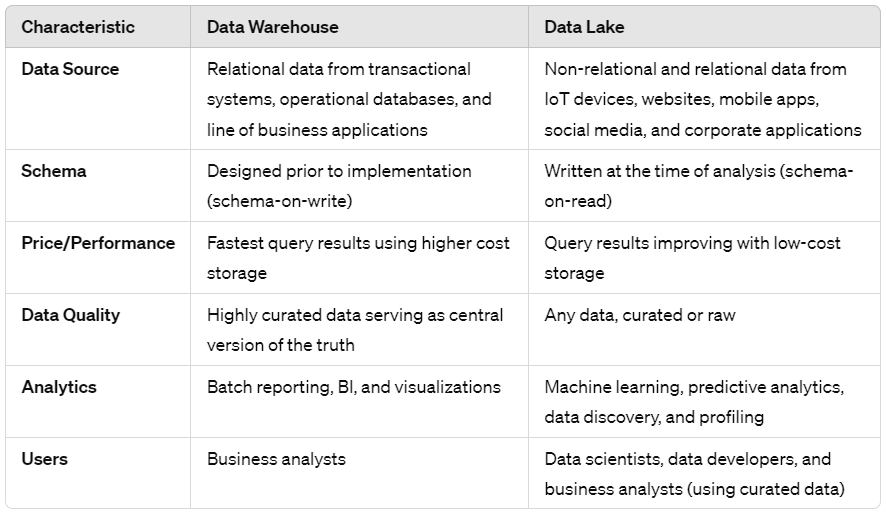 Characteristic
Data Warehouse
Data Lake
Data Source
Relational data from transactional
systems, operational databases, and
line of business applications
Non-relational and relational data from
IoT devices, websites, mobile apps,
social media, and corporate applications
Schema
Designed prior to implementation
(schema-on-write)
Written at the time of analysis (schema-
on-read)
Price/Performance
Fastest query results using higher cost
storage
Query results improving with low-cost
storage
Data Quality
Highly curated data serving as central
version of the truth
Any data, curated or raw
Analytics
Batch reporting, BI, and visualizations
Machine learning, predictive analytics,
data discovery, and profiling
Users
Business analysts
Data scientists, data developers, and
business analysts (using curated data)